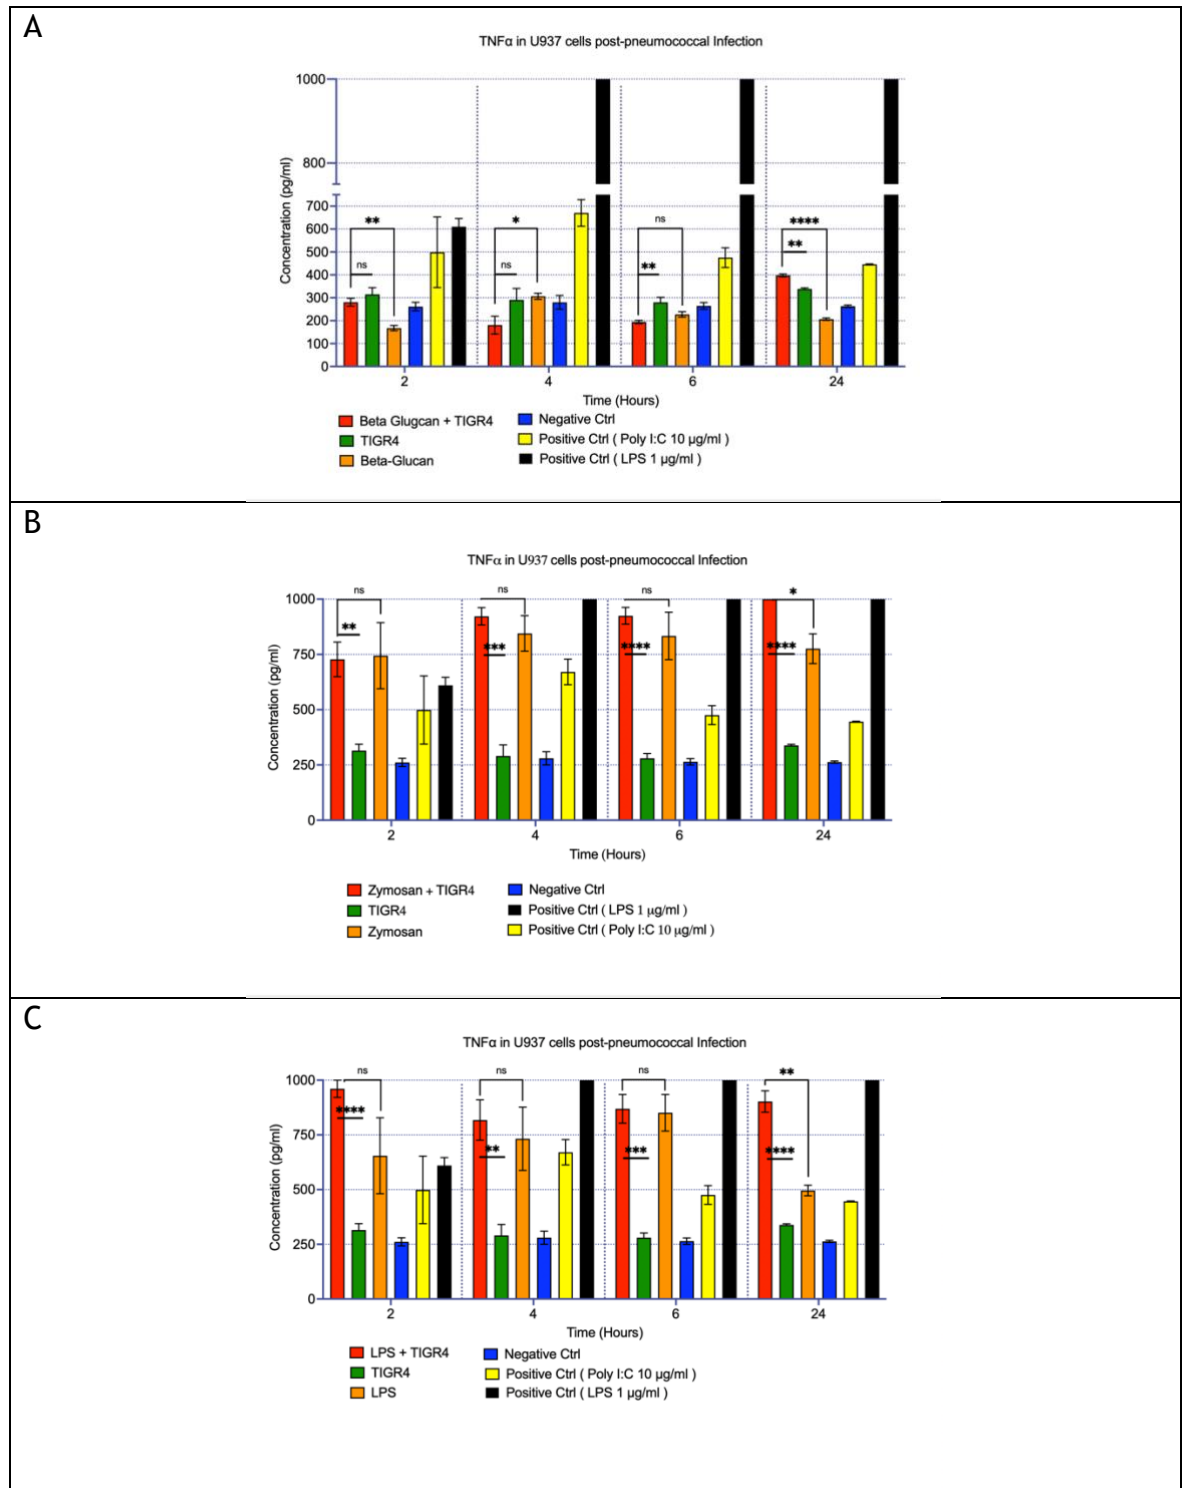 A
TNFα in U937 cells post-pneumococcal Infection
Concentration (pg/ml)
1000
800
700
600
500
400
300
200
100
0
** ns
* ns
ns **
**** **
2 4 6 24
Time (Hours)
Beta Glugcan + TIGR4
TIGR4
Beta-Glucan
Negative Ctrl
Positive Ctrl ( Poly I:C 10 µg/ml )
Positive Ctrl ( LPS 1 µg/ml )
B
TNFα in U937 cells post-pneumococcal Infection
Concentration (pg/ml)
1000
750
500
250
0
ns **
ns ***
ns ****
* ****
2 4 6 24
Time (Hours)
Zymosan + TIGR4
TIGR4
Zymosan
Negative Ctrl
Positive Ctrl ( LPS 1 µg/ml )
Positive Ctrl ( Poly I:C 10 µg/ml )
C
TNFα in U937 cells post-pneumococcal Infection
Concentration (pg/ml)
1000
750
500
250
0
ns ****
ns **
ns ***
** ****
2 4 6 24
Time (Hours)
LPS + TIGR4
TIGR4
LPS
Negative Ctrl
Positive Ctrl ( Poly I:C 10 µg/ml )
Positive Ctrl ( LPS 1 µg/ml )